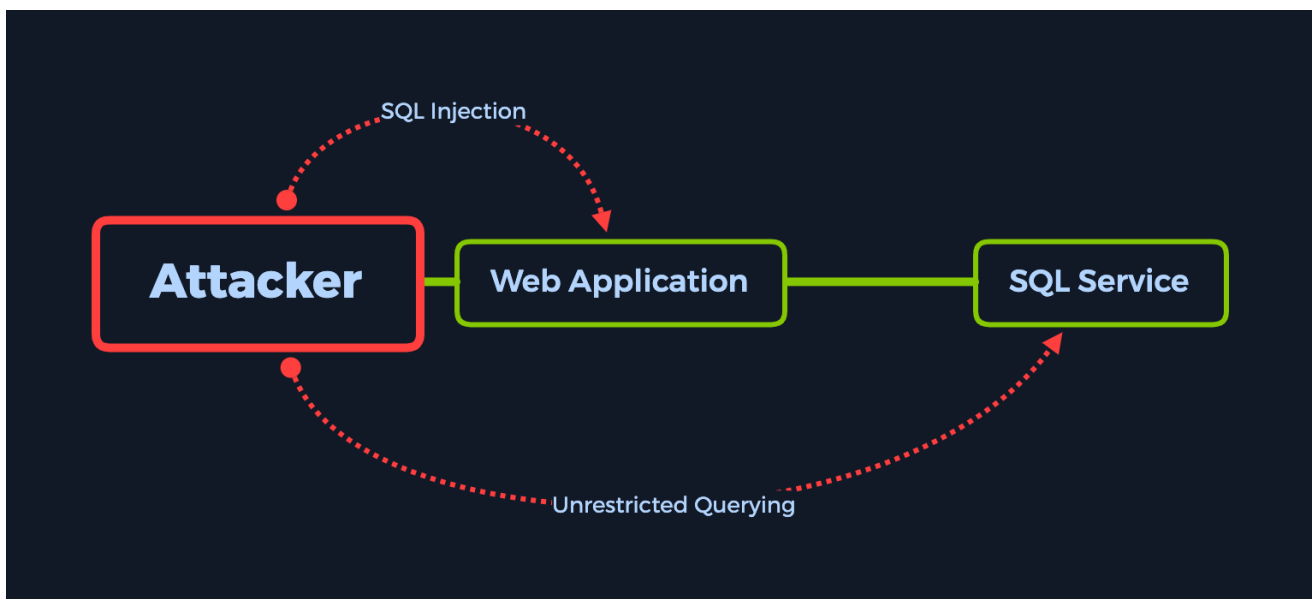 SQL Injection
Attacker
Web Application
SQL Service
Unrestricted Querying